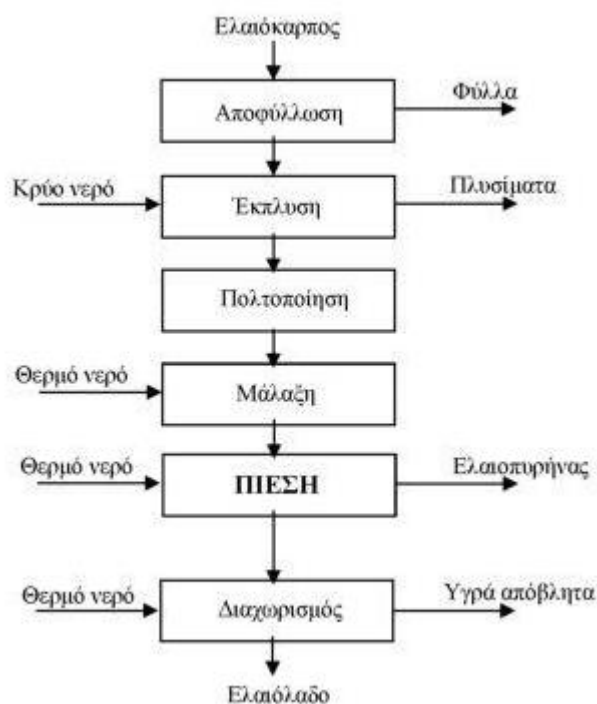 Ελαιόκαρπος
Αποφύλλωση
Φύλλα
Κρύο νερό
Έκπλυση
Πλυσίματα
Πολτοποίηση
Θερμό νερό
Μάλαξη
Θερμό νερό
ΠΙΕΣΗ
Ελαιοπυρήνας
Θερμό νερό
Διαχωρισμός
Υγρά απόβλητα
Ελαιόλαδο